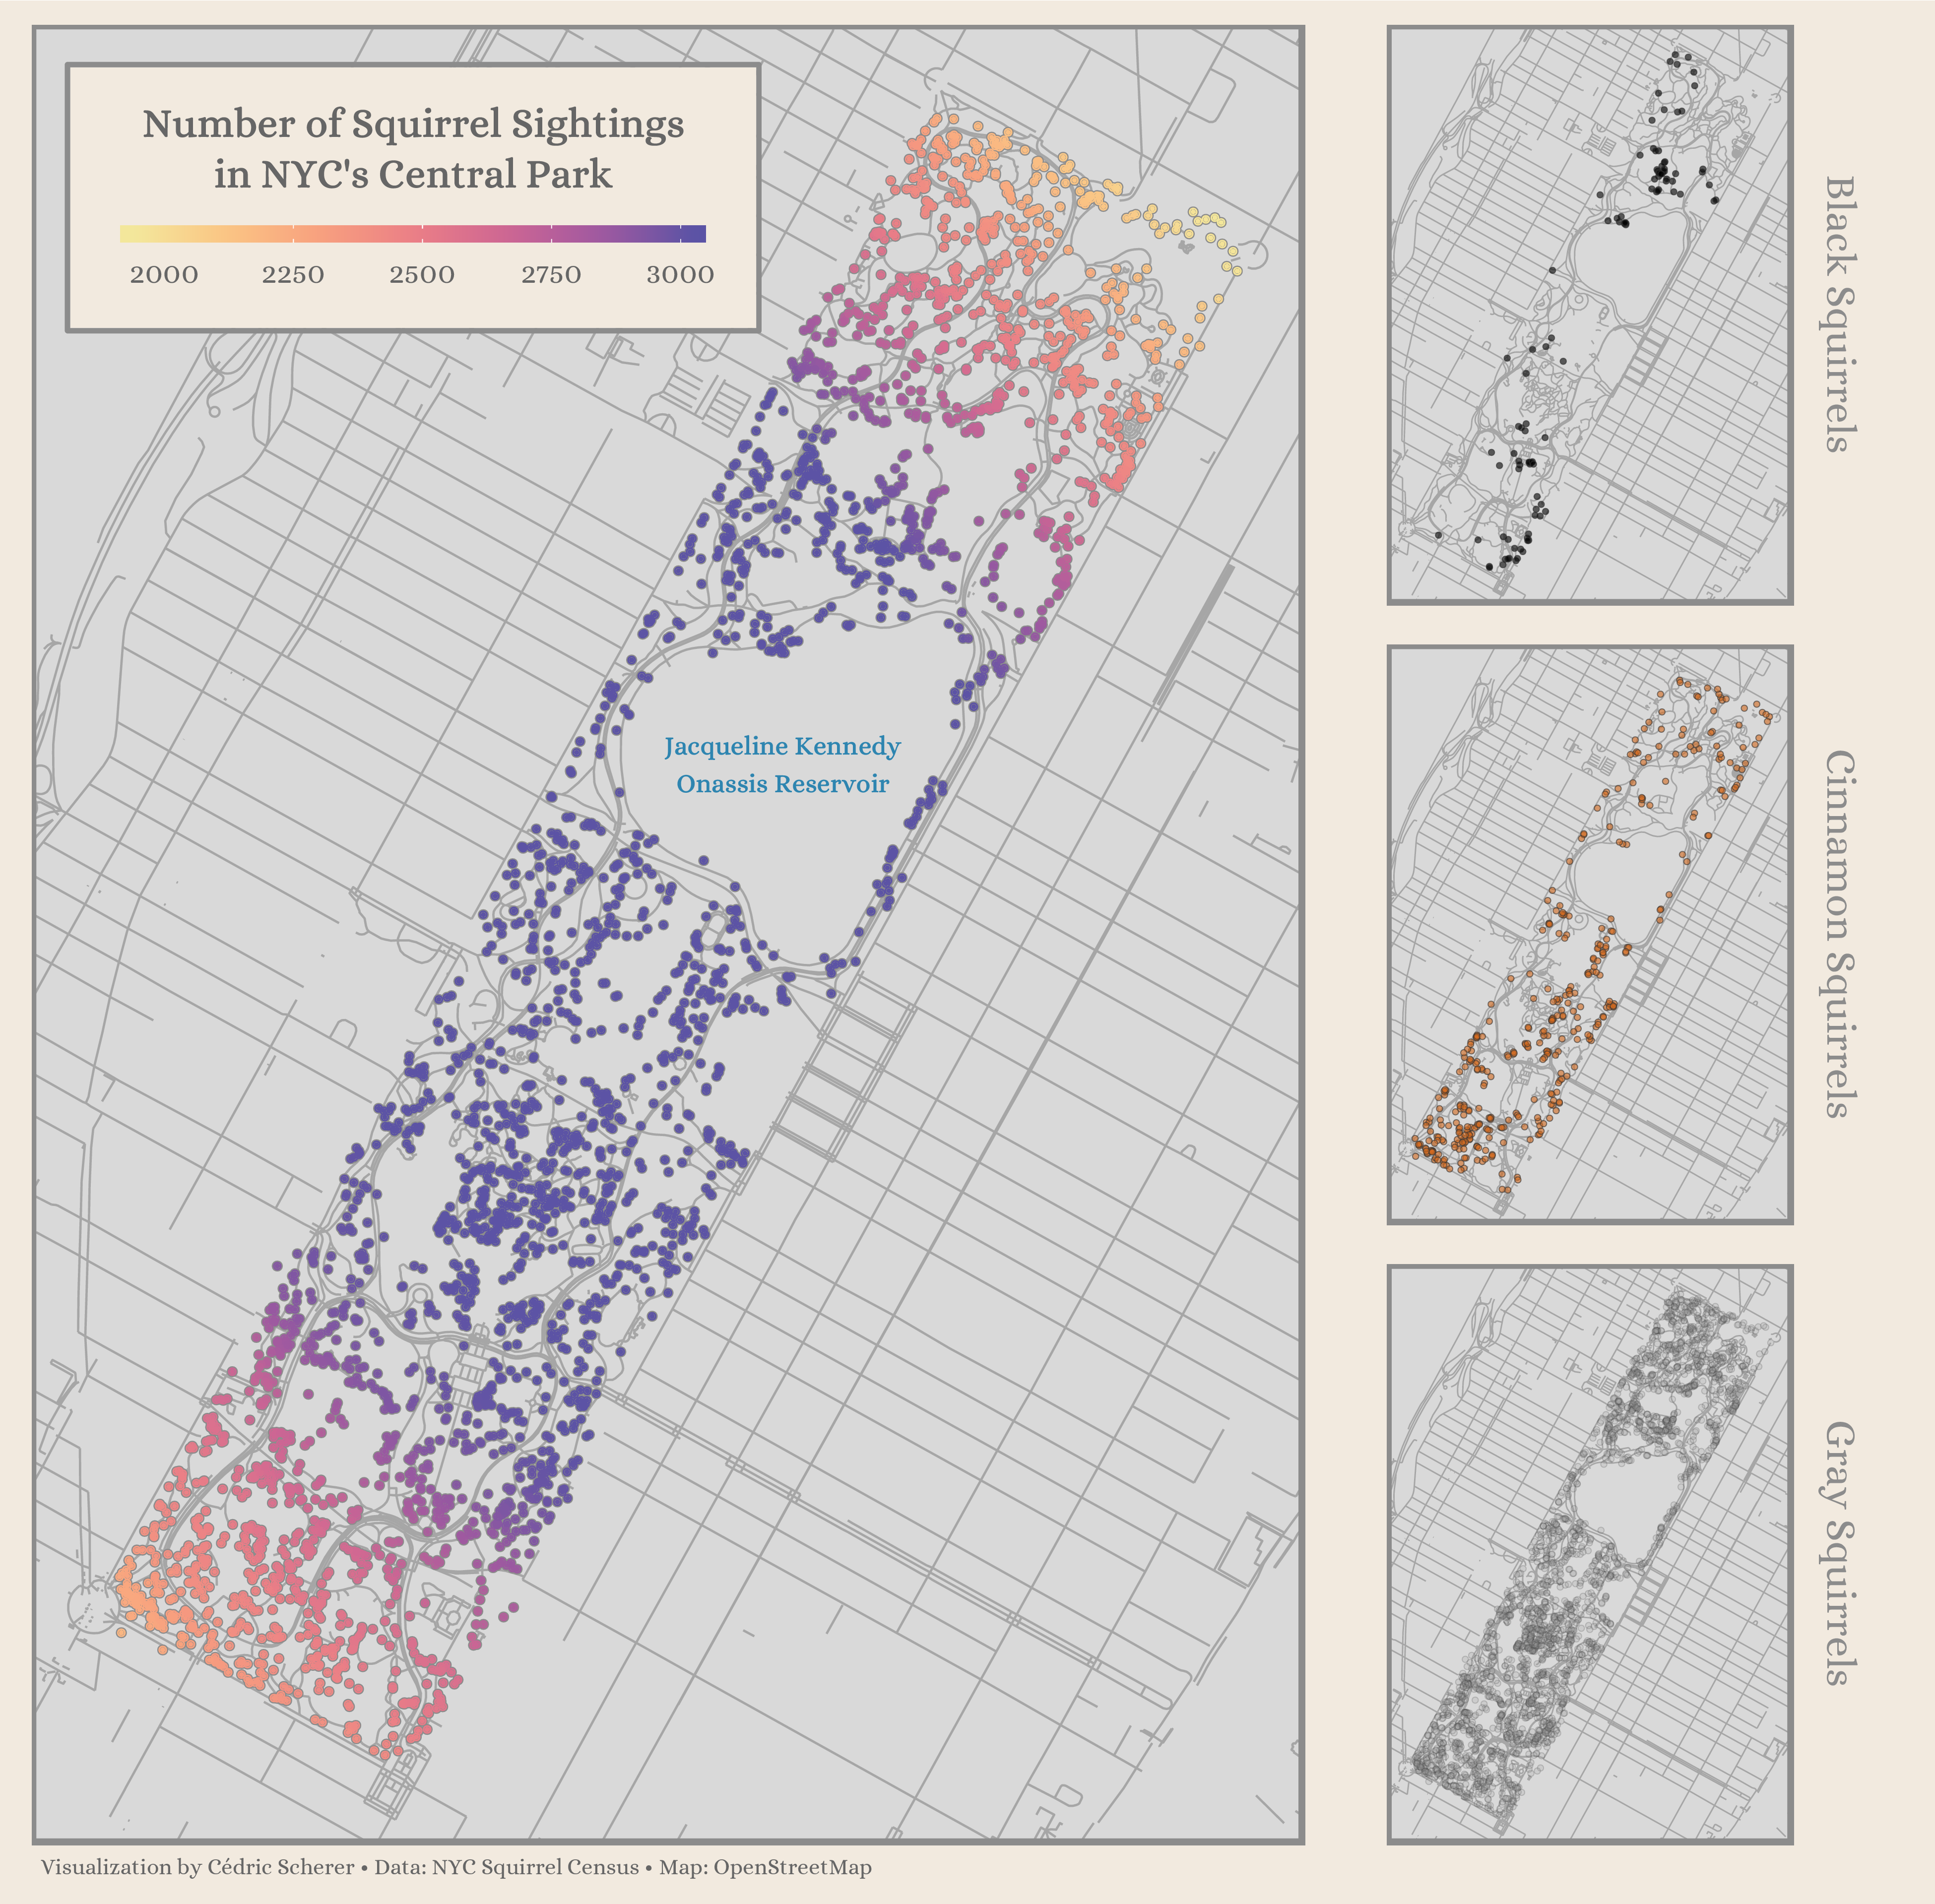 Number of Squirrel Sightings
in NYC's Central Park
2000 2250 2500 2750 3000
Jacqueline Kennedy
Onassis Reservoir
Black Squirrels
Cinnamon Squirrels
Gray Squirrels
Visualization by Cédric Scherer • Data: NYC Squirrel Census • Map: OpenStreetMap